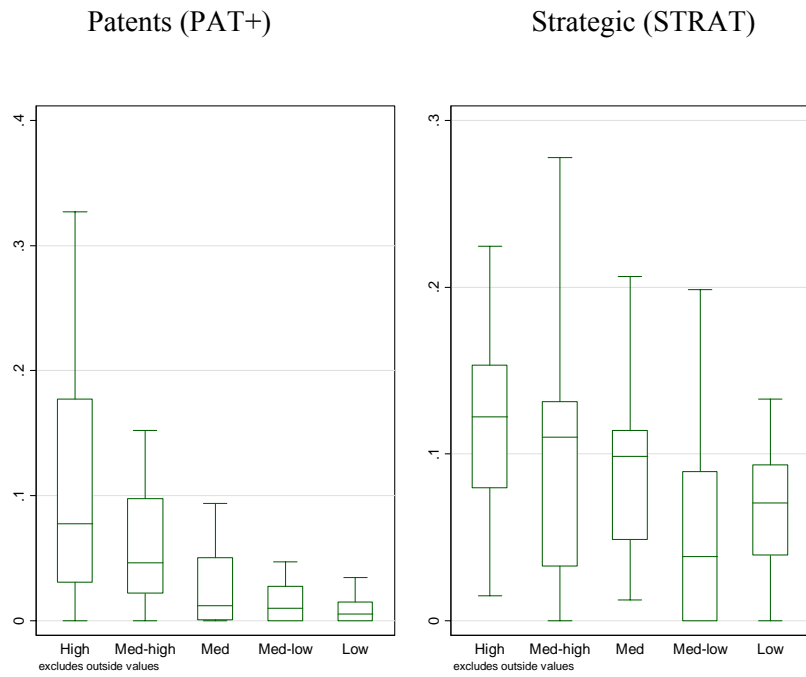 Patents (PAT+)
Strategic (STRAT)
.4
.3
.2
.1
0
High Med-high Med Med-low Low
excludes outside values
.3
.2
.1
0
High Med-high Med Med-low Low
excludes outside values